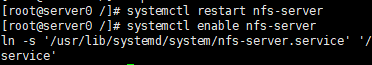 [root@server0 /]# systemctl restart nfs-server
[root@server0 /]# systemctl enable nfs-server
ln -s '/usr/lib/systemd/system/nfs-server.service' '/
service'